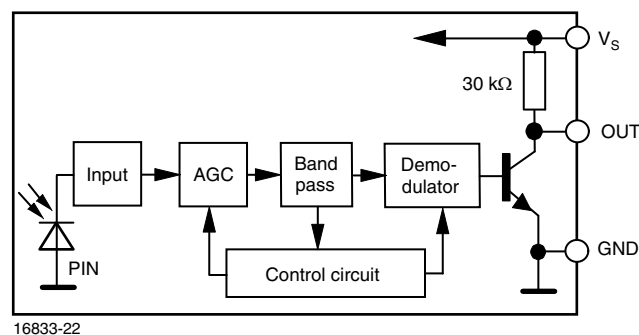 V_S
30 kΩ
OUT
Input
AGC
Band
pass
Demo-
dulator
GND
PIN
Control circuit
16833-22